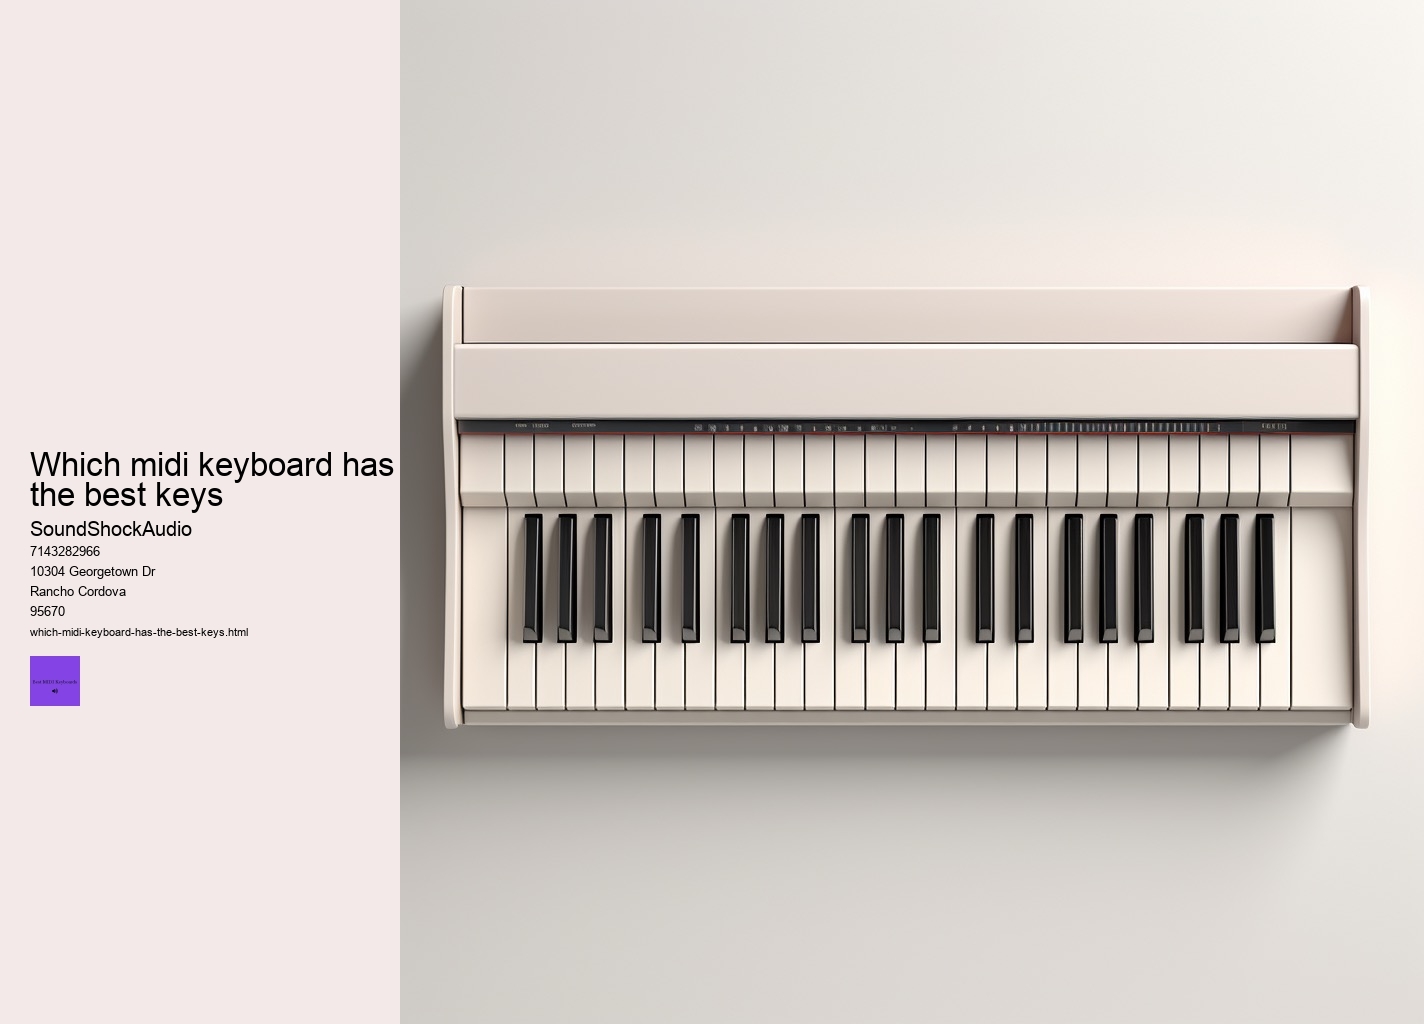 Which midi keyboard has
the best keys
SoundShockAudio
7143282966
10304 Georgetown Dr
Rancho Cordova
95670
which-midi-keyboard-has-the-best-keys.html
Best MIDI Keyboards